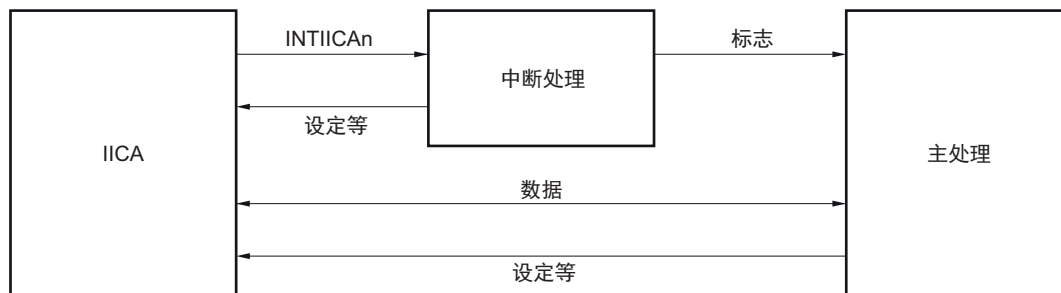 INTIICAn
标志
中断处理
设定等
IICA
主处理
数据
设定等